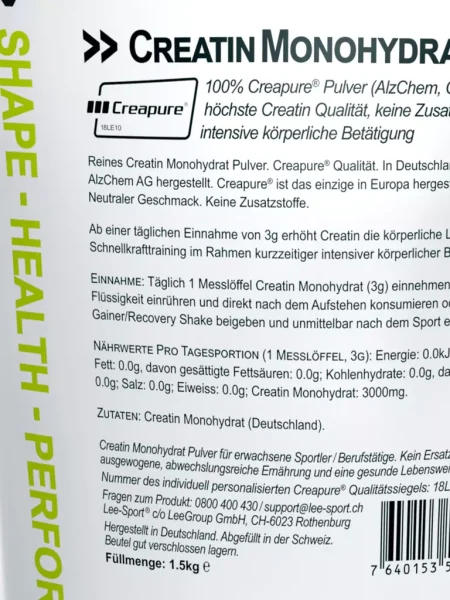 SHAPE - HEALTH - PERFOR
>> CREATIN MONOHYDRA
100% Creapure® Pulver (AlzChem,
höchste Creatin Qualität, keine Zusat
intensive körperliche Betätigung
Creapure®
18LE10
Reines Creatin Monohydrat Pulver. Creapure® Qualität. In Deutschlan
AlzChem AG hergestellt. Creapure® ist das einzige in Europa herges
Neutraler Geschmack. Keine Zusatzstoffe.
Ab einer täglichen Einnahme von 3g erhöht Creatin die körperliche L
Schnellkrafttraining im Rahmen kurzzeitiger intensiver körperlicher B
EINNAHME: Täglich 1 Messlöffel Creatin Monohydrat (3g) einnehmen
Flüssigkeit einrühren und direkt nach dem Aufstehen konsumieren o
Gainer/Recovery Shake beigeben und unmittelbar nach dem Sport e
NÄHRWERTE PRO TAGESPORTION (1 MESSLÖFFEL, 3G): Energie: 0.0kJ
Fett: 0.0g, davon gesättigte Fettsäuren: 0.0g; Kohlenhydrate: 0.0g, da
0.0g; Salz: 0.0g; Eiweiss: 0.0g; Creatin Monohydrat: 3000mg.
ZUTATEN: Creatin Monohydrat (Deutschland).
Creatin Monohydrat Pulver für erwachsene Sportler / Berufstätige. Kein Ersatz
ausgewogene, abwechslungsreiche Ernährung und eine gesunde Lebenswei
Nummer des individuell personalisierten Creapure® Qualitätssiegels: 18L
Fragen zum Produkt: 0800 400 430 / support@lee-sport.ch
Lee-Sport® c/o LeeGroup GmbH, CH-6023 Rothenburg
Hergestellt in Deutschland. Abgefüllt in der Schweiz.
Beutel gut verschlossen lagern.
Füllmenge: 1.5kg e
7 640153 5